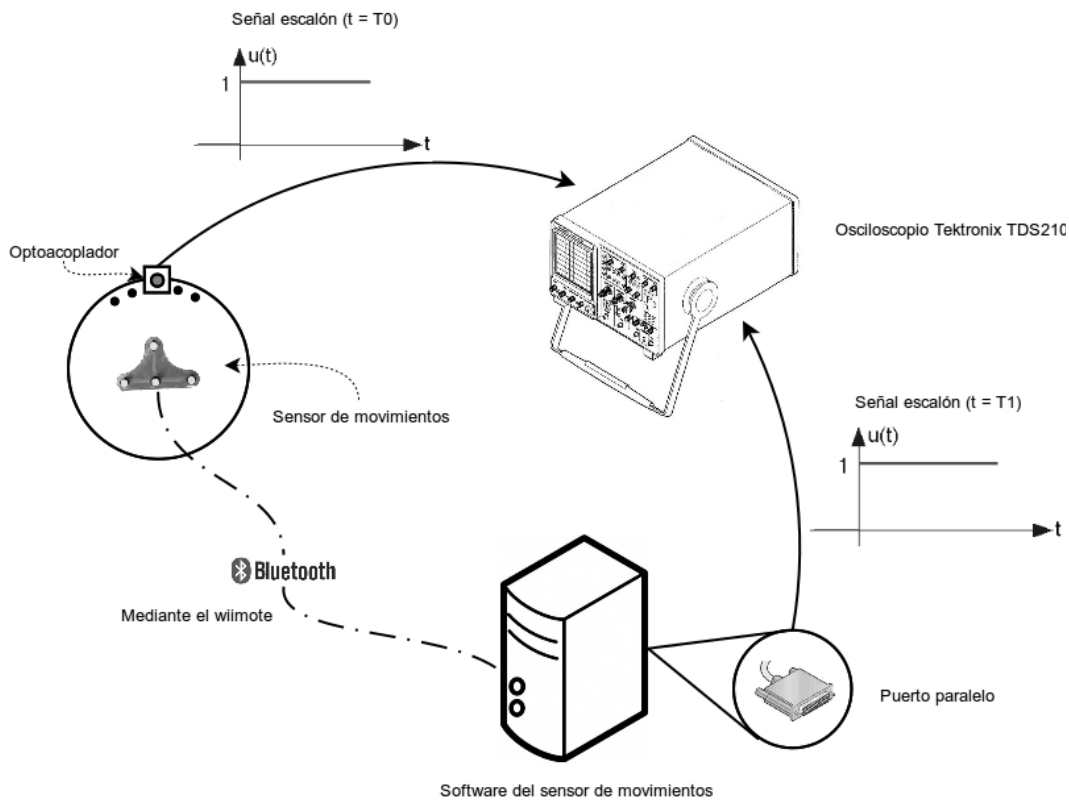 Señal escalón (t = T0)
u(t)
1
t
Optoacoplador
Osciloscopio Tektronix TDS210
Sensor de movimientos
Señal escalón (t = T1)
u(t)
1
t
Bluetooth
Mediante el wiimote
Puerto paralelo
Software del sensor de movimientos